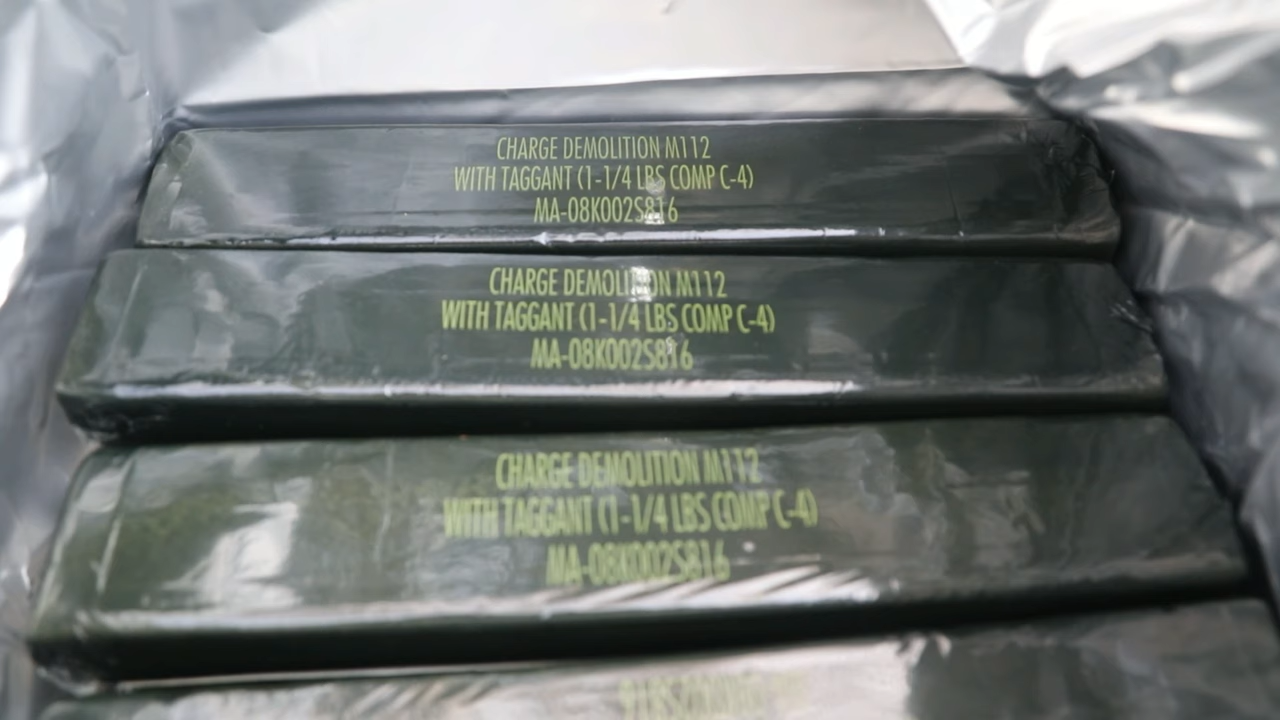 CHARGE DEMOLITION M112
WITH TAGGANT (1-1/4 LBS COMP C-4)
MA-08K002S816
CHARGE DEMOLITION M112
WITH TAGGANT (1-1/4 LBS COMP C-4)
MA-08K002S816
CHARGE DEMOLITION M112
WITH TAGGANT (1-1/4 LBS COMP C-4)
MA-08K002S816